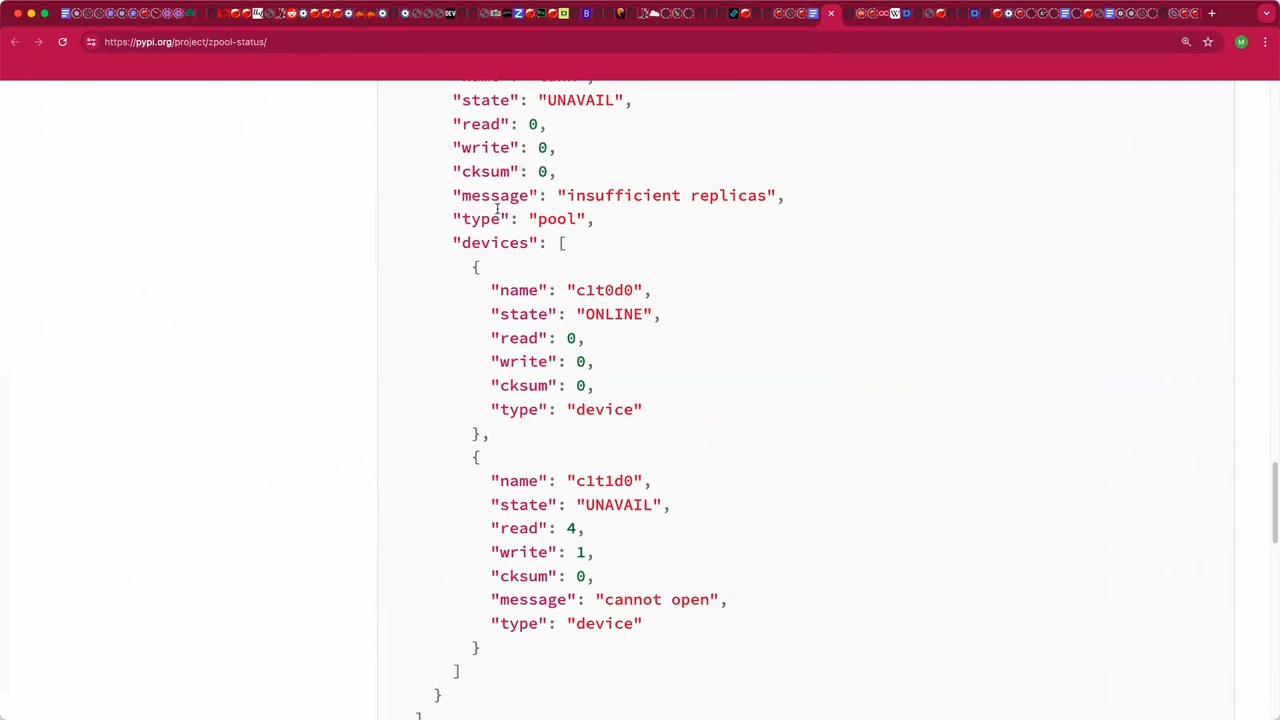 https://pypi.org/project/zpool-status/
M
"state": "UNAVAIL",
"read": 0,
"write": 0,
"cksum": 0,
"message": "insufficient replicas",
"type": "pool",
"devices": [
{
"name": "c1t0d0",
"state": "ONLINE",
"read": 0,
"write": 0,
"cksum": 0,
"type": "device"
},
{
"name": "c1t1d0",
"state": "UNAVAIL",
"read": 4,
"write": 1,
"cksum": 0,
"message": "cannot open",
"type": "device"
}
]
}
]